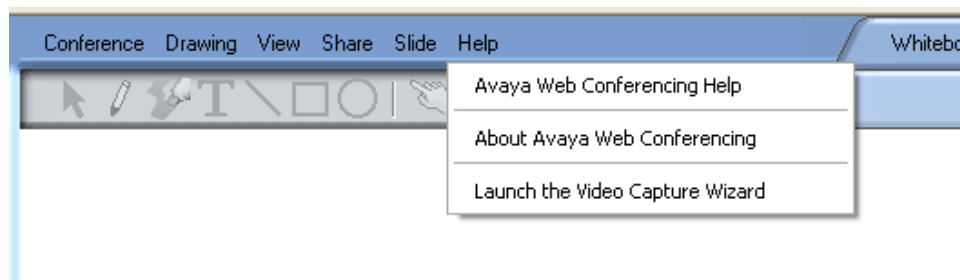 Conference Drawing View Share Slide Help
T
Avaya Web Conferencing Help
About Avaya Web Conferencing
Launch the Video Capture Wizard